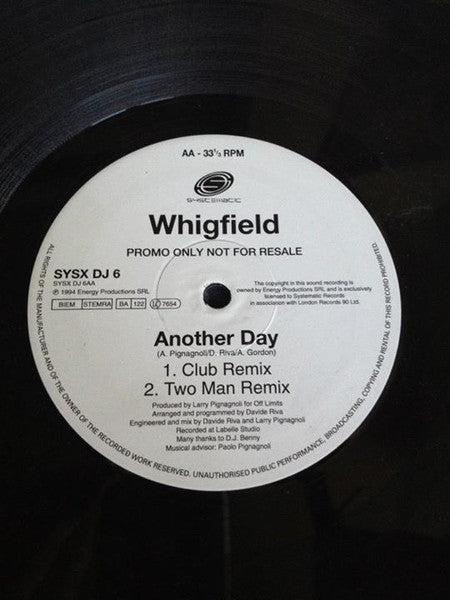 AA - 33⅓ RPM
SYSTEMATIC
Whigfield
PROMO ONLY NOT FOR RESALE
SYSX DJ 6
SYSX DJ 6AA
℗ 1994 Energy Productions SRL
BIEM STEMRA BA 122 LC 7654
The copyright in this sound recording is
owned by Energy Productions SRL and is exclusively
licensed to Systematic Records
in association with London Records 90 Ltd.
Another Day
(A. Pignagnoli/D. Riva/A. Gordon)
1. Club Remix
2. Two Man Remix
Produced by Larry Pignagnoli for Off Limits
Arranged and programmed by Davide Riva
Engineered and mix by Davide Riva and Larry Pignagnoli
Recorded at Labelle Studio
Many thanks to D.J. Benny
Musical advisor: Paolo Pignagnoli
ALL RIGHTS OF THE MANUFACTURER AND OF THE OWNER OF THE RECORDED WORK RESERVED. UNAUTHORISED PUBLIC PERFORMANCE, BROADCASTING, COPYING AND RENTAL OF THIS RECORD PROHIBITED.